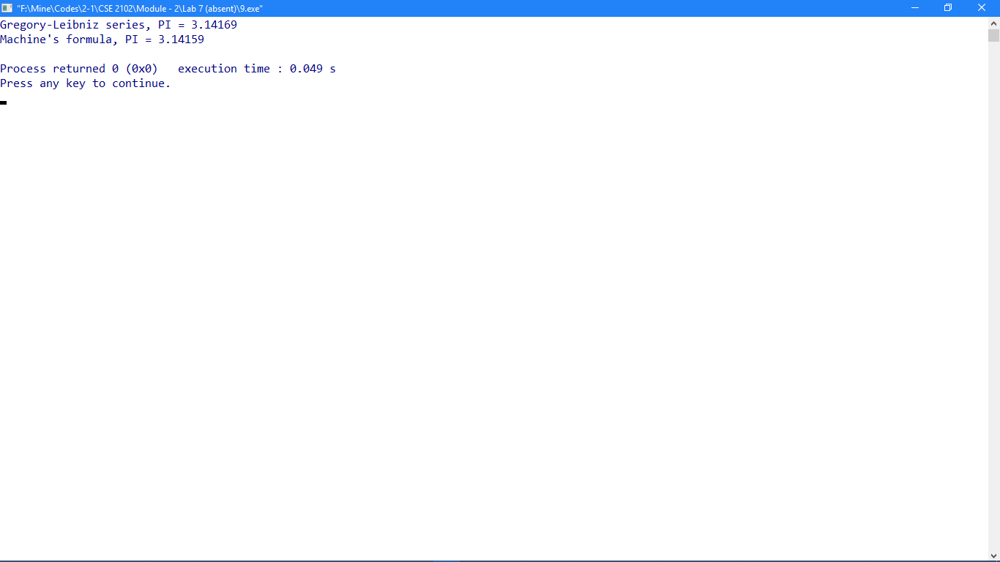 "F:\Mine\Codes\2-1\CSE 2102\Module - 2\Lab 7 (absent)\9.exe"
Gregory-Leibniz series, PI = 3.14169
Machine's formula, PI = 3.14159
Process returned 0 (0x0)   execution time : 0.049 s
Press any key to continue.